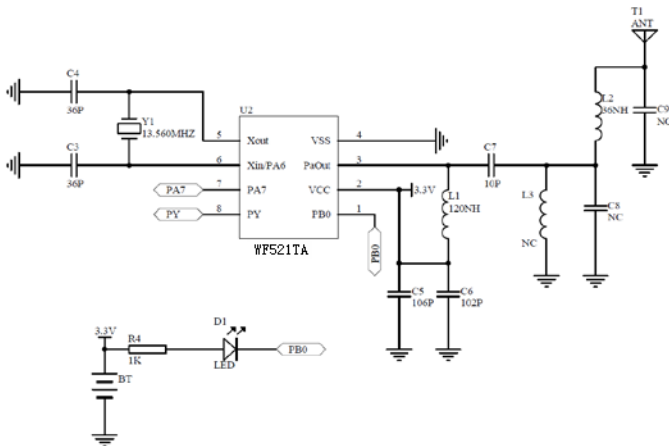 T1
ANT
C4
36P
Y1
13.560MHZ
C3
36P
U2
5 Xout VSS 4
6 Xin/PA6 PaOut 3
7 PA7 VCC 2
8 PY PB0 1
WF521TA
PA7
PY
PB0
3.3V
L1
120NH
C7
10P
L2
36NH
C9
NC
L3
NC
C8
NC
C5
106P
C6
102P
3.3V
R4
1K
D1
LED
PB0
BT